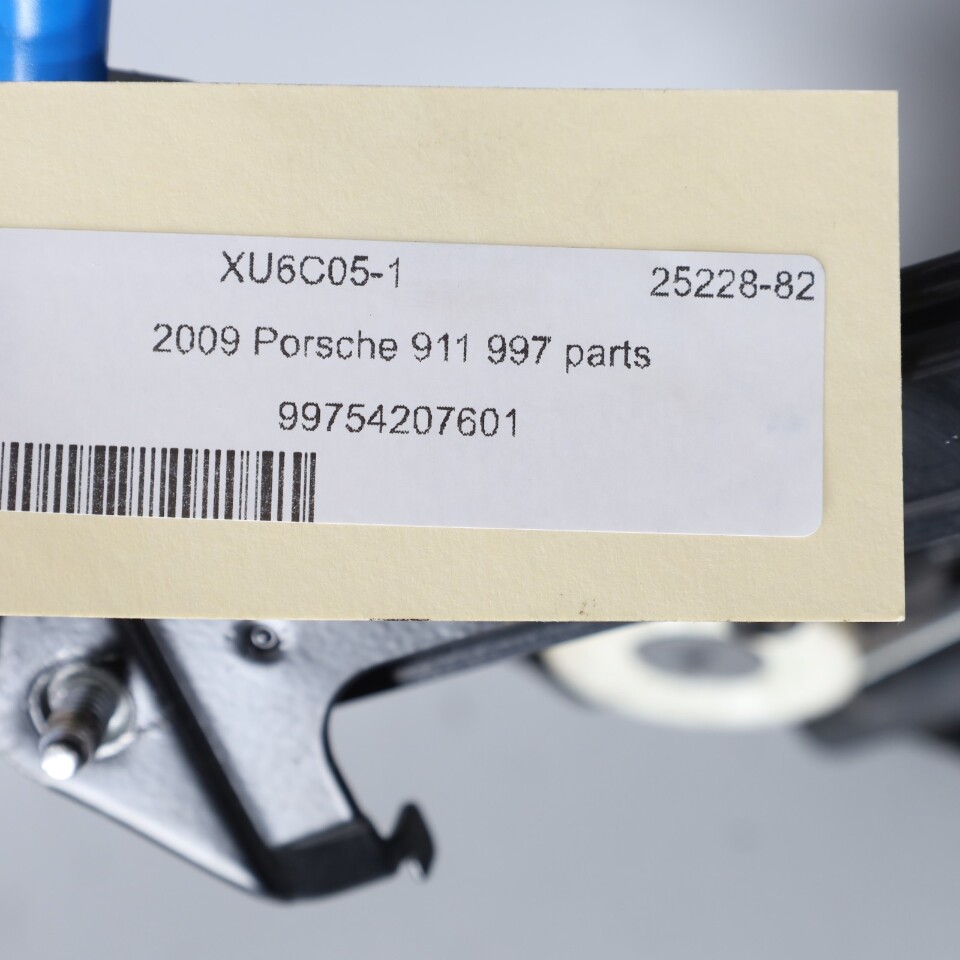 XU6C05-1 25228-82
2009 Porsche 911 997 parts
99754207601